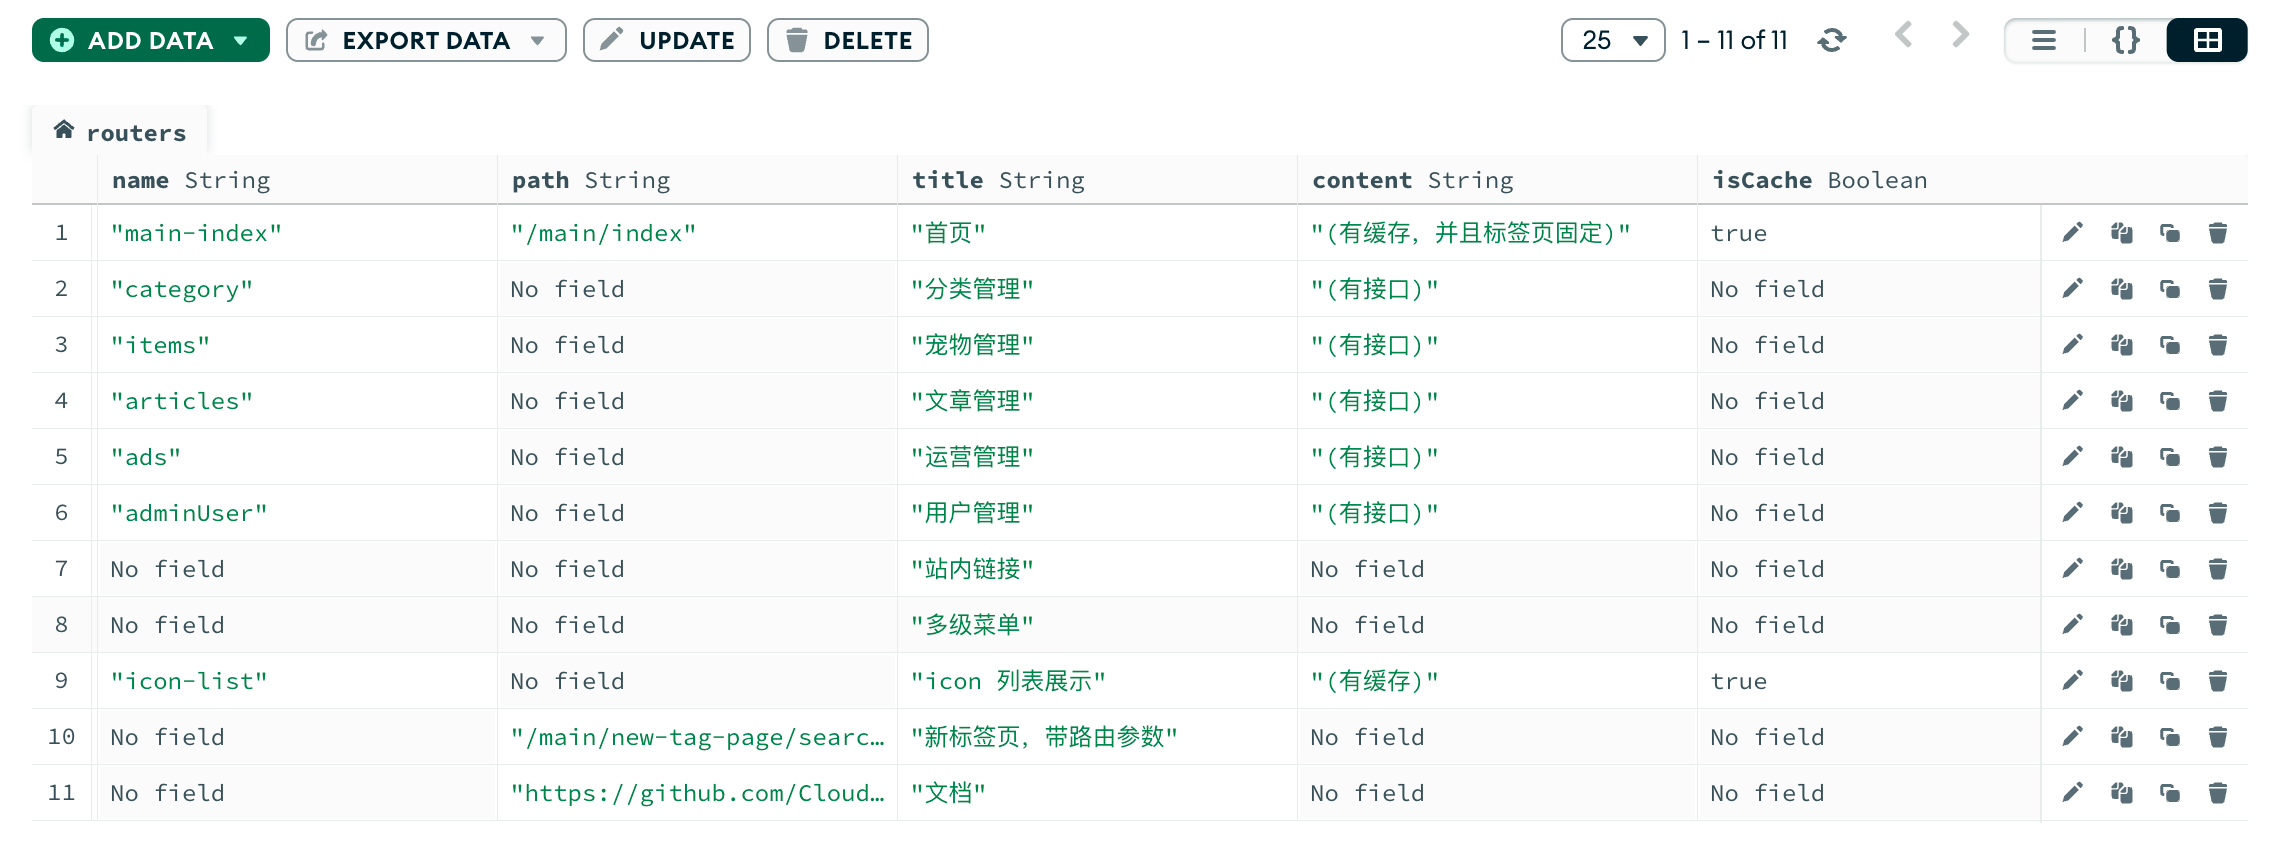 ADD DATA EXPORT DATA UPDATE DELETE 25 1 – 11 of 11 {}
routers
name String path String title String content String isCache Boolean
1 "main-index" "/main/index" "首页" "(有缓存, 并且标签页固定)" true
2 "category" No field "分类管理" "(有接口)" No field
3 "items" No field "宠物管理" "(有接口)" No field
4 "articles" No field "文章管理" "(有接口)" No field
5 "ads" No field "运营管理" "(有接口)" No field
6 "adminUser" No field "用户管理" "(有接口)" No field
7 No field No field "站内链接" No field No field
8 No field No field "多级菜单" No field No field
9 "icon-list" No field "icon 列表展示" "(有缓存)" true
10 No field "/main/new-tag-page/searc… "新标签页, 带路由参数" No field No field
11 No field "https://github.com/Cloud… "文档" No field No field